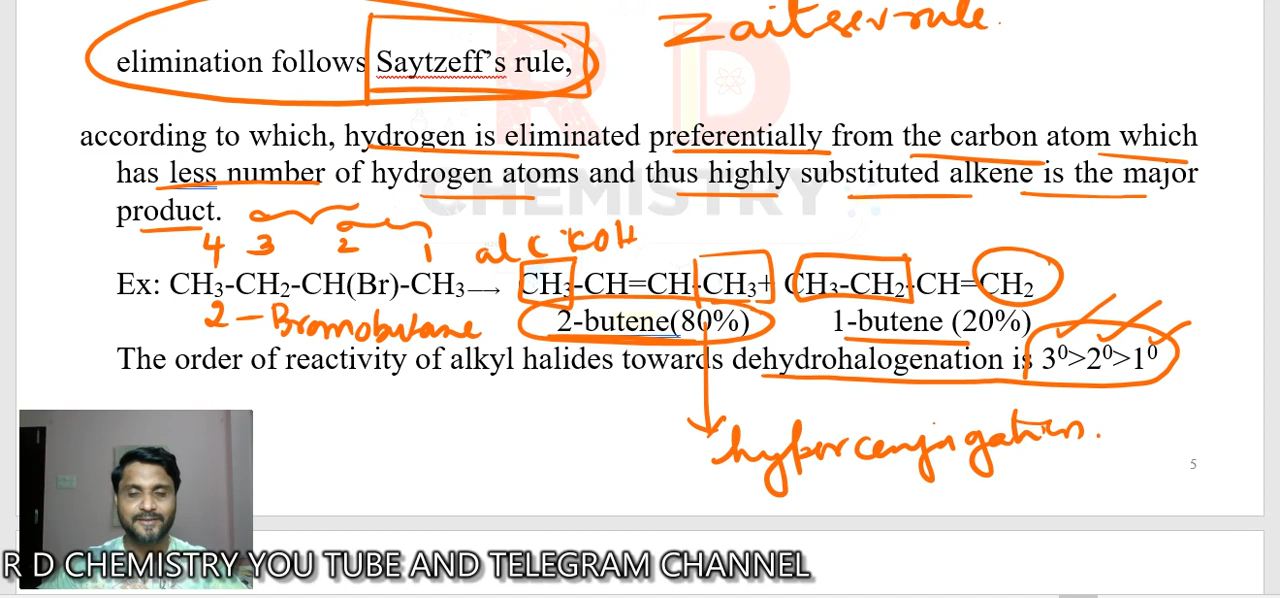 Zaitsev rule.
elimination follows Saytzeff's rule,
according to which, hydrogen is eliminated preferentially from the carbon atom which
has less number of hydrogen atoms and thus highly substituted alkene is the major
product.
4 3 2 1 alc KOH
Ex: CH₃-CH₂-CH(Br)-CH₃ → CH₃-CH=CH-CH₃+ CH₃-CH₂-CH=CH₂
2-Bromobutane 2-butene(80%) 1-butene (20%)
The order of reactivity of alkyl halides towards dehydrohalogenation is 3⁰>2⁰>1⁰
hyperconjugation.
5
R D
CHEMISTRY
R D CHEMISTRY YOU TUBE AND TELEGRAM CHANNEL